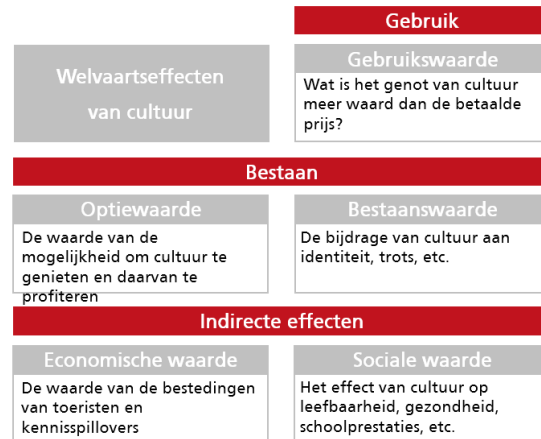 Gebruik
Welvaartseffecten
van cultuur
Gebruikswaarde
Wat is het genot van cultuur
meer waard dan de betaalde
prijs?
Bestaan
Optiewaarde
De waarde van de
mogelijkheid om cultuur te
genieten en daarvan te
profiteren
Bestaanswaarde
De bijdrage van cultuur aan
identiteit, trots, etc.
Indirecte effecten
Economische waarde
De waarde van de bestedingen
van toeristen en
kennisspillovers
Sociale waarde
Het effect van cultuur op
leefbaarheid, gezondheid,
schoolprestaties, etc.